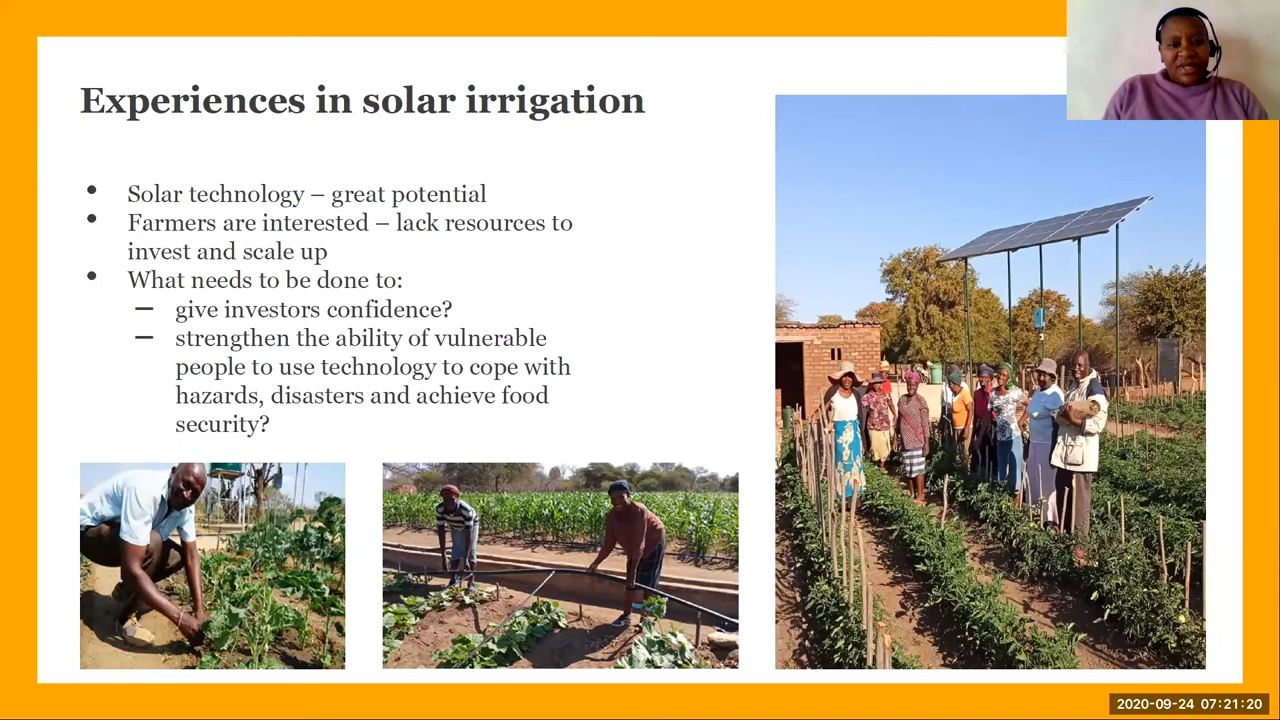 Experiences in solar irrigation
• Solar technology – great potential
• Farmers are interested – lack resources to
invest and scale up
• What needs to be done to:
– give investors confidence?
– strengthen the ability of vulnerable
people to use technology to cope with
hazards, disasters and achieve food
security?
2020-09-24 07:21:20